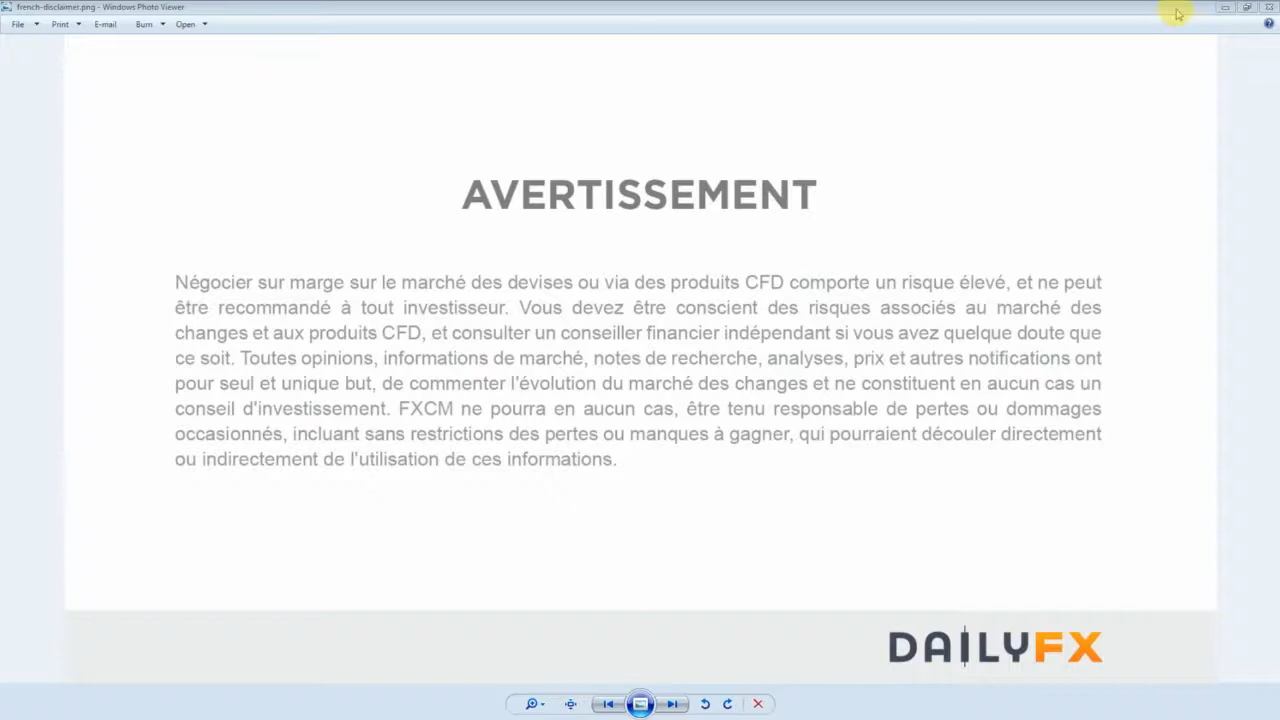 french-disclaimer.png - Windows Photo Viewer
File Print E-mail Burn Open
AVERTISSEMENT
Négocier sur marge sur le marché des devises ou via des produits CFD comporte un risque élevé, et ne peut
être recommandé à tout investisseur. Vous devez être conscient des risques associés au marché des
changes et aux produits CFD, et consulter un conseiller financier indépendant si vous avez quelque doute que
ce soit. Toutes opinions, informations de marché, notes de recherche, analyses, prix et autres notifications ont
pour seul et unique but, de commenter l'évolution du marché des changes et ne constituent en aucun cas un
conseil d'investissement. FXCM ne pourra en aucun cas, être tenu responsable de pertes ou dommages
occasionnés, incluant sans restrictions des pertes ou manques à gagner, qui pourraient découler directement
ou indirectement de l'utilisation de ces informations.
DAILYFX